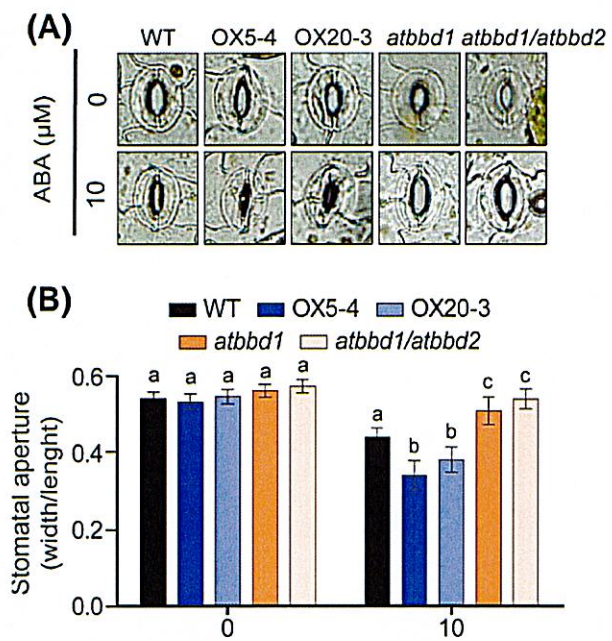 (A)
WT OX5-4 OX20-3 atbbd1 atbbd1/atbbd2
ABA (μM)
0
10
(B)
WT OX5-4 OX20-3
atbbd1 atbbd1/atbbd2
Stomatal aperture
(width/lenght)
0.6
0.4
0.2
0.0
a a a a a
a b b c c
0 10